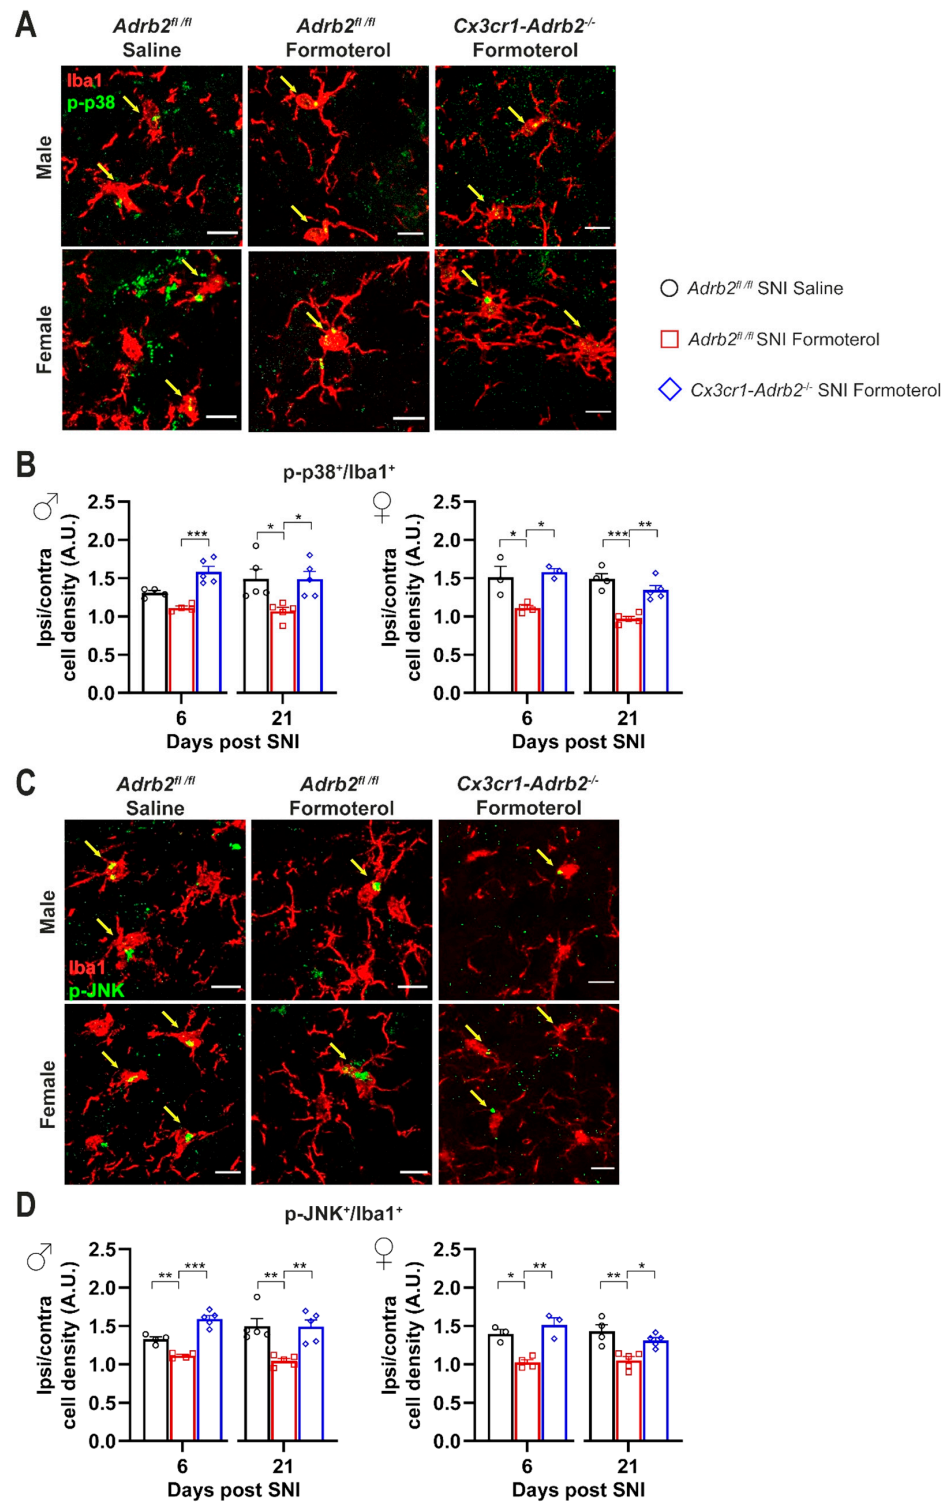 A
Adrb2fl/fl
Saline
Adrb2fl/fl
Formoterol
Cx3cr1-Adrb2-/-
Formoterol
Iba1
p-p38
Male
Female
Adrb2fl/fl SNI Saline
Adrb2fl/fl SNI Formoterol
Cx3cr1-Adrb2-/- SNI Formoterol
B
p-p38+/Iba1+
♂
Ipsi/contra
cell density (A.U.)
2.5
2.0
1.5
1.0
0.5
0.0
***
*
*
6
21
Days post SNI
♀
Ipsi/contra
cell density (A.U.)
2.5
2.0
1.5
1.0
0.5
0.0
*
*
***
**
6
21
Days post SNI
C
Adrb2fl/fl
Saline
Adrb2fl/fl
Formoterol
Cx3cr1-Adrb2-/-
Formoterol
Male
Iba1
p-JNK
Female
D
p-JNK+/Iba1+
♂
Ipsi/contra
cell density (A.U.)
2.5
2.0
1.5
1.0
0.5
0.0
**
***
**
**
6
21
Days post SNI
♀
Ipsi/contra
cell density (A.U.)
2.5
2.0
1.5
1.0
0.5
0.0
*
**
**
*
6
21
Days post SNI